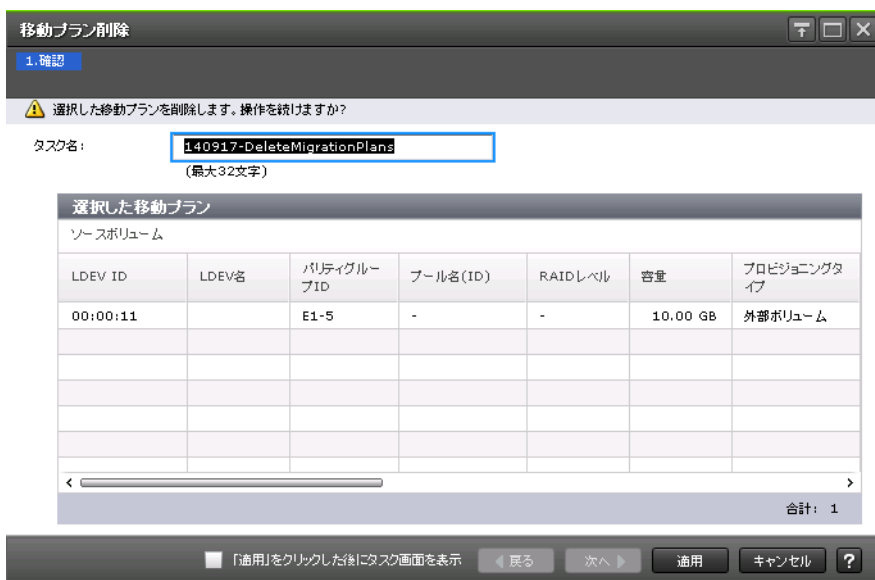 移動プラン削除
1.確認
選択した移動プランを削除します。操作を続けますか?
タスク名:
140917-DeleteMigrationPlans
(最大32文字)
選択した移動プラン
ソースボリューム
LDEV ID LDEV名 パリティグループID プール名(ID) RAIDレベル 容量 プロビジョニングタイプ
00:00:11 E1-5 - - 10.00 GB 外部ボリューム
合計: 1
「適用」をクリックした後にタスク画面を表示 戻る 次へ 適用 キャンセル ?